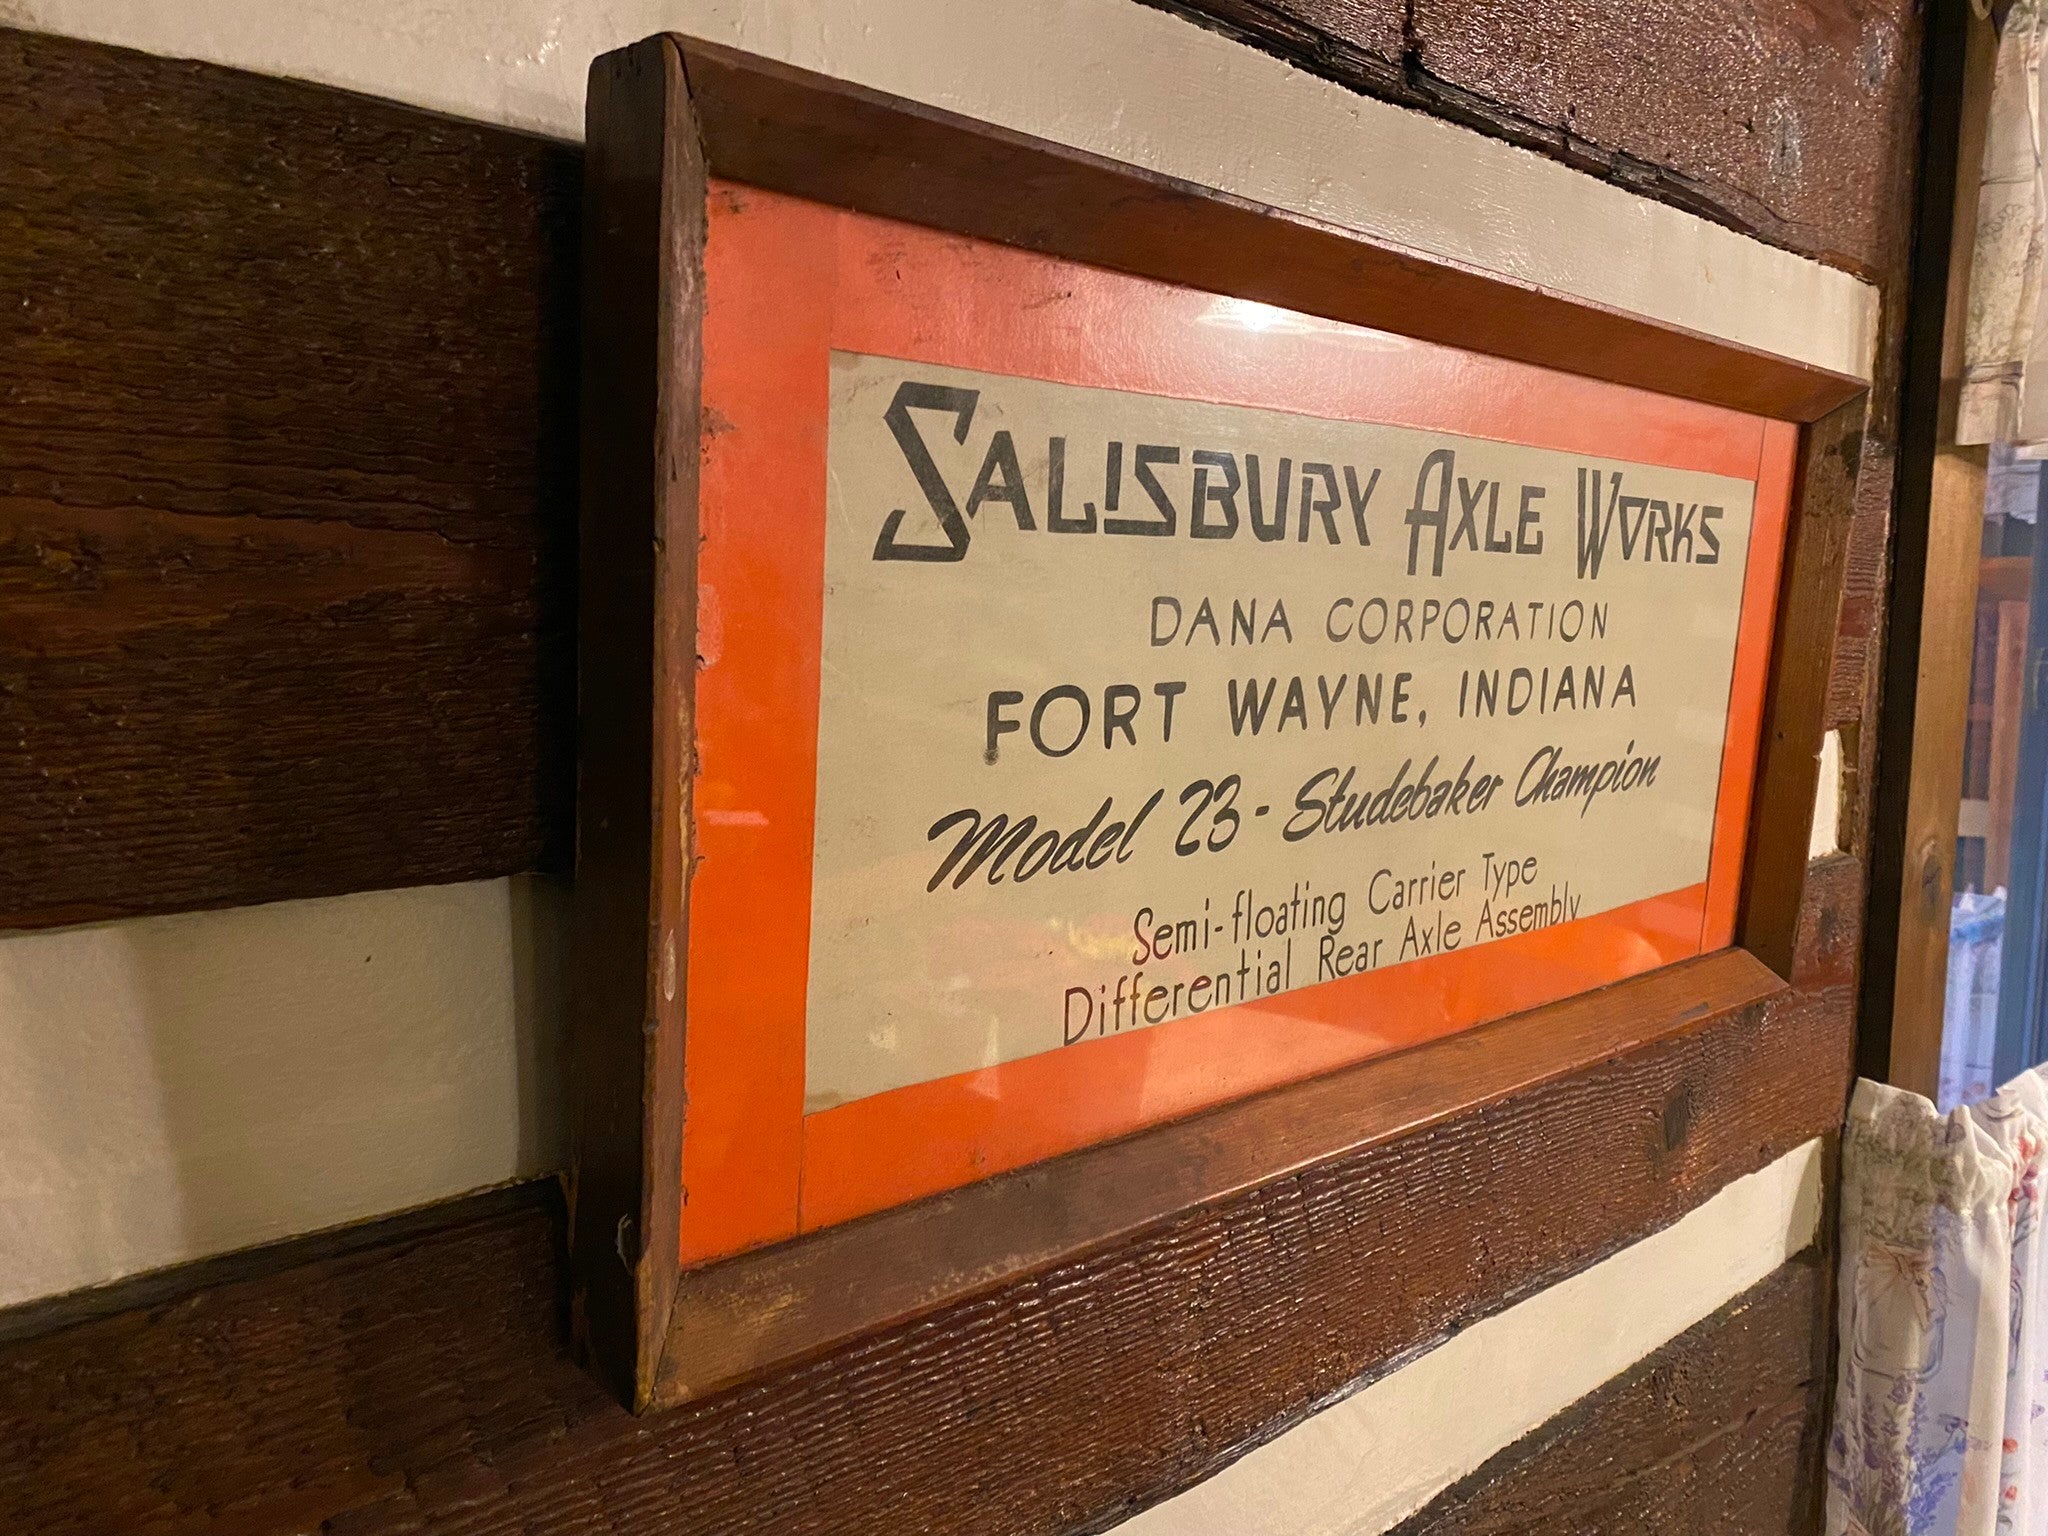 SALISBURY AXLE WORKS
DANA CORPORATION
FORT WAYNE, INDIANA
Model 23 - Studebaker Champion
Semi-floating Carrier Type
Differential Rear Axle Assembly